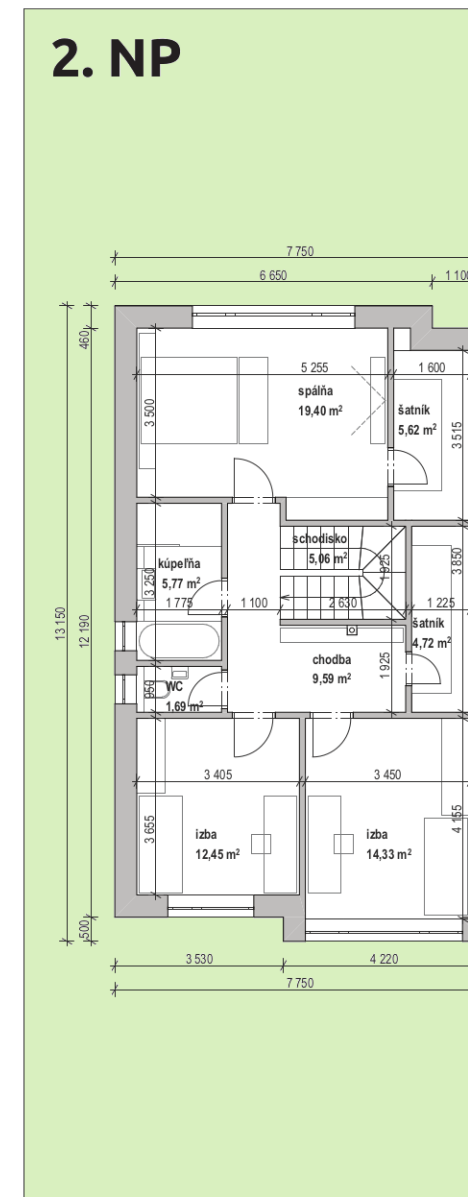 2. NP
7 750
6 650
1 100
460
5 255
1 600
spálňa
19,40 m²
šatník
5,62 m²
3 500
3 515
schodisko
5,06 m²
1 925
3 850
kúpeľňa
5,77 m²
3 250
1 775
1 100
2 630
1 225
šatník
4,72 m²
13 150
12 190
chodba
9,59 m²
1 925
WC
1,69 m²
950
3 405
3 450
3 655
4 155
izba
12,45 m²
izba
14,33 m²
500
3 530
4 220
7 750